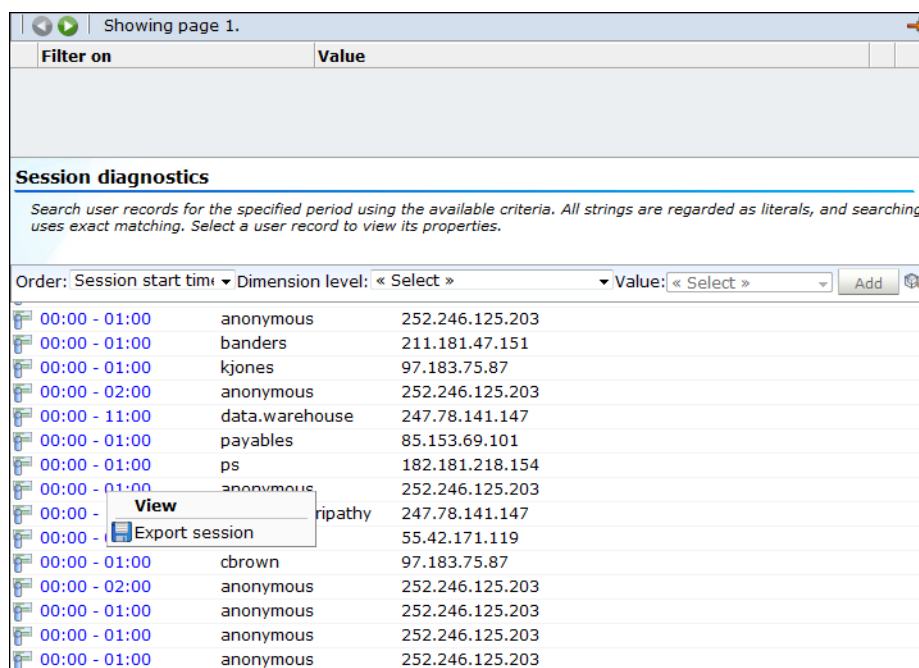 Showing page 1.
Filter on Value
Session diagnostics
Search user records for the specified period using the available criteria. All strings are regarded as literals, and searching
uses exact matching. Select a user record to view its properties.
Order: Session start time Dimension level: « Select » Value: « Select » Add
00:00 - 01:00 anonymous 252.246.125.203
00:00 - 01:00 banders 211.181.47.151
00:00 - 01:00 kjones 97.183.75.87
00:00 - 02:00 anonymous 252.246.125.203
00:00 - 11:00 data.warehouse 247.78.141.147
00:00 - 01:00 payables 85.153.69.101
00:00 - 01:00 ps 182.181.218.154
00:00 - 01:00 anonymous 252.246.125.203
View
00:00 - ripathy 247.78.141.147
Export session
00:00 - 55.42.171.119
00:00 - 01:00 cbrown 97.183.75.87
00:00 - 02:00 anonymous 252.246.125.203
00:00 - 01:00 anonymous 252.246.125.203
00:00 - 01:00 anonymous 252.246.125.203
00:00 - 01:00 anonymous 252.246.125.203